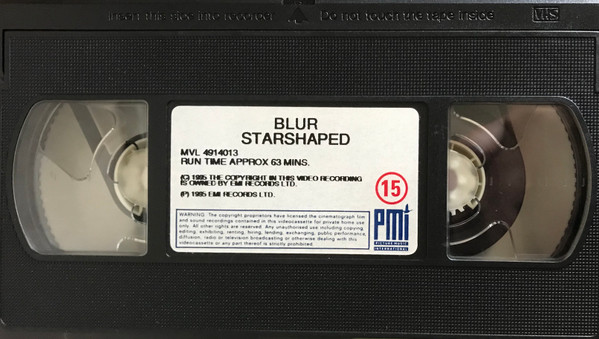 Insert this side into recorder Do not touch the tape inside VHS
BLUR
STARSHAPED
MVL 4914013
RUN TIME APPROX 63 MINS.
(C) 1995 THE COPYRIGHT IN THIS VIDEO RECORDING
IS OWNED BY EMI RECORDS LTD.
(P) 1995 EMI RECORDS LTD.
15
WARNING: The copyright proprietors have licensed the cinematograph film
and sound recordings contained in this videocassette for private home use
only. All other rights are reserved. Any unauthorised use including copying,
editing, exhibiting, renting, hiring, lending, exchanging, public performance,
diffusion, radio or television broadcasting or otherwise dealing with this
videocassette or any part thereof is strictly prohibited.
pmi
PICTURE MUSIC
INTERNATIONAL